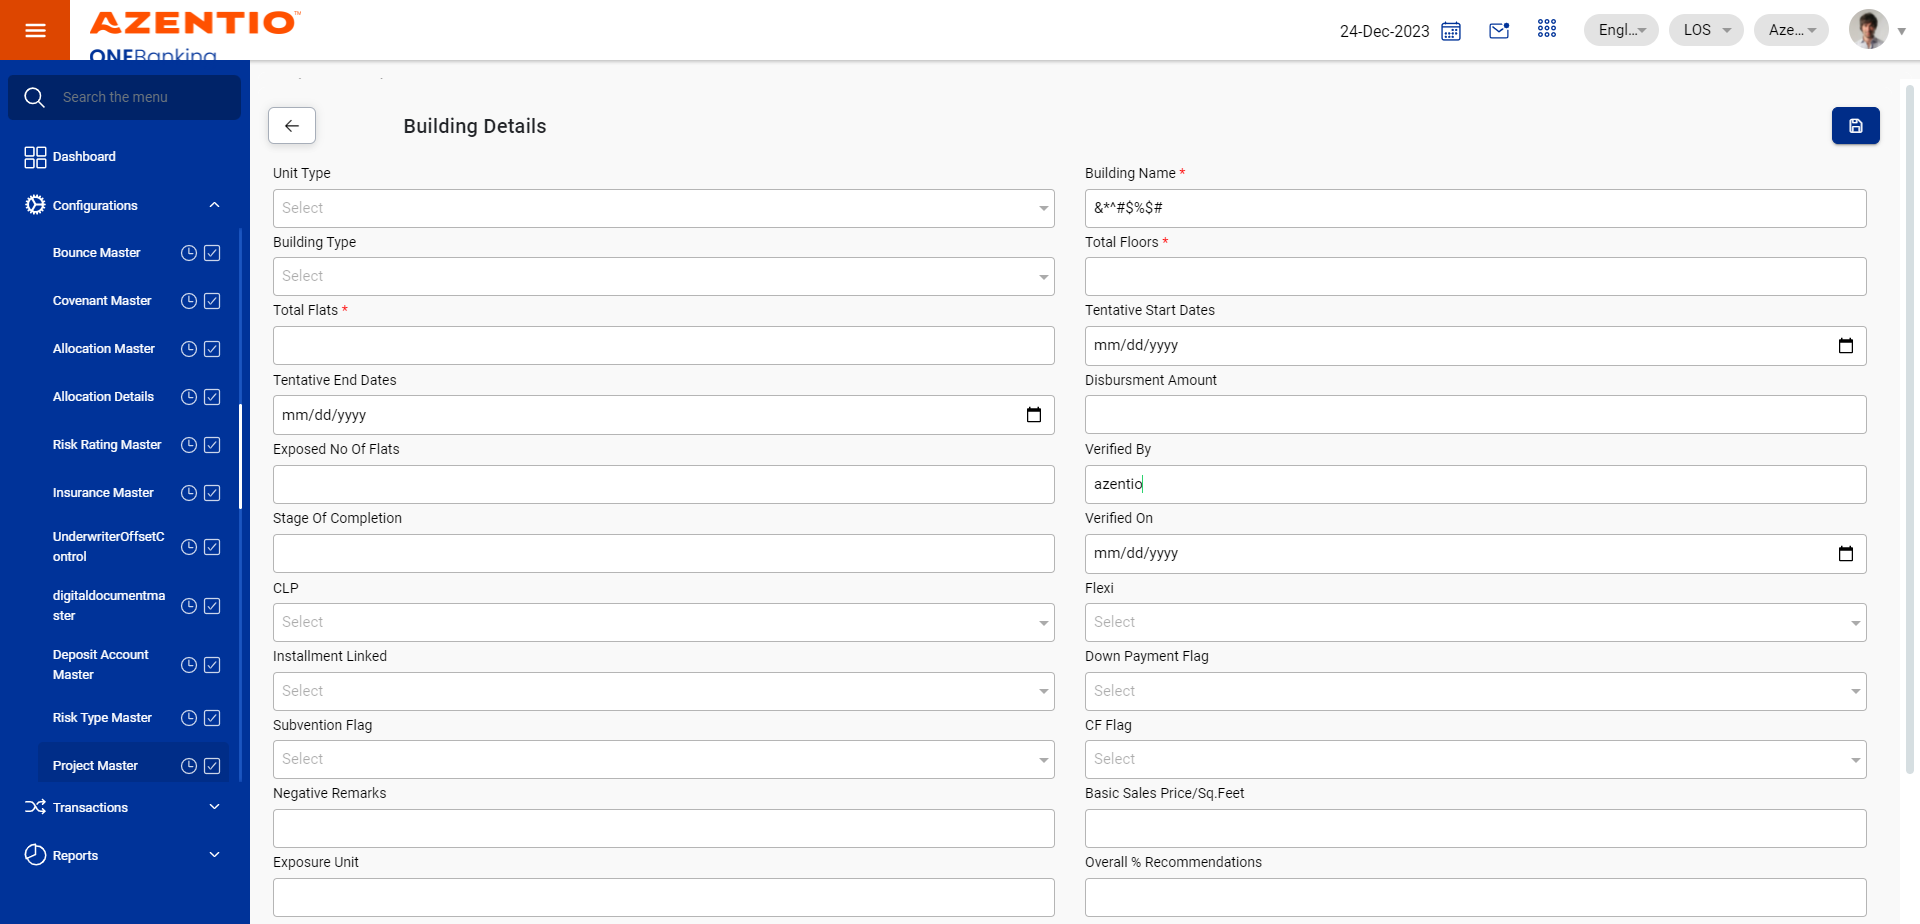 AZENTIO™
ONEBanking
24-Dec-2023
Engl...
LOS
Aze...
Search the menu
Dashboard
Configurations
Bounce Master
Covenant Master
Allocation Master
Allocation Details
Risk Rating Master
Insurance Master
UnderwriterOffsetC
ontrol
digitaldocumentma
ster
Deposit Account
Master
Risk Type Master
Project Master
Transactions
Reports
Building Details
Unit Type
Select
Building Name *
&*^#$%$#
Building Type
Select
Total Floors *
Total Flats *
Tentative Start Dates
mm/dd/yyyy
Tentative End Dates
mm/dd/yyyy
Disbursment Amount
Exposed No Of Flats
Verified By
azentio
Stage Of Completion
Verified On
mm/dd/yyyy
CLP
Select
Flexi
Select
Installment Linked
Select
Down Payment Flag
Select
Subvention Flag
Select
CF Flag
Select
Negative Remarks
Basic Sales Price/Sq.Feet
Exposure Unit
Overall % Recommendations